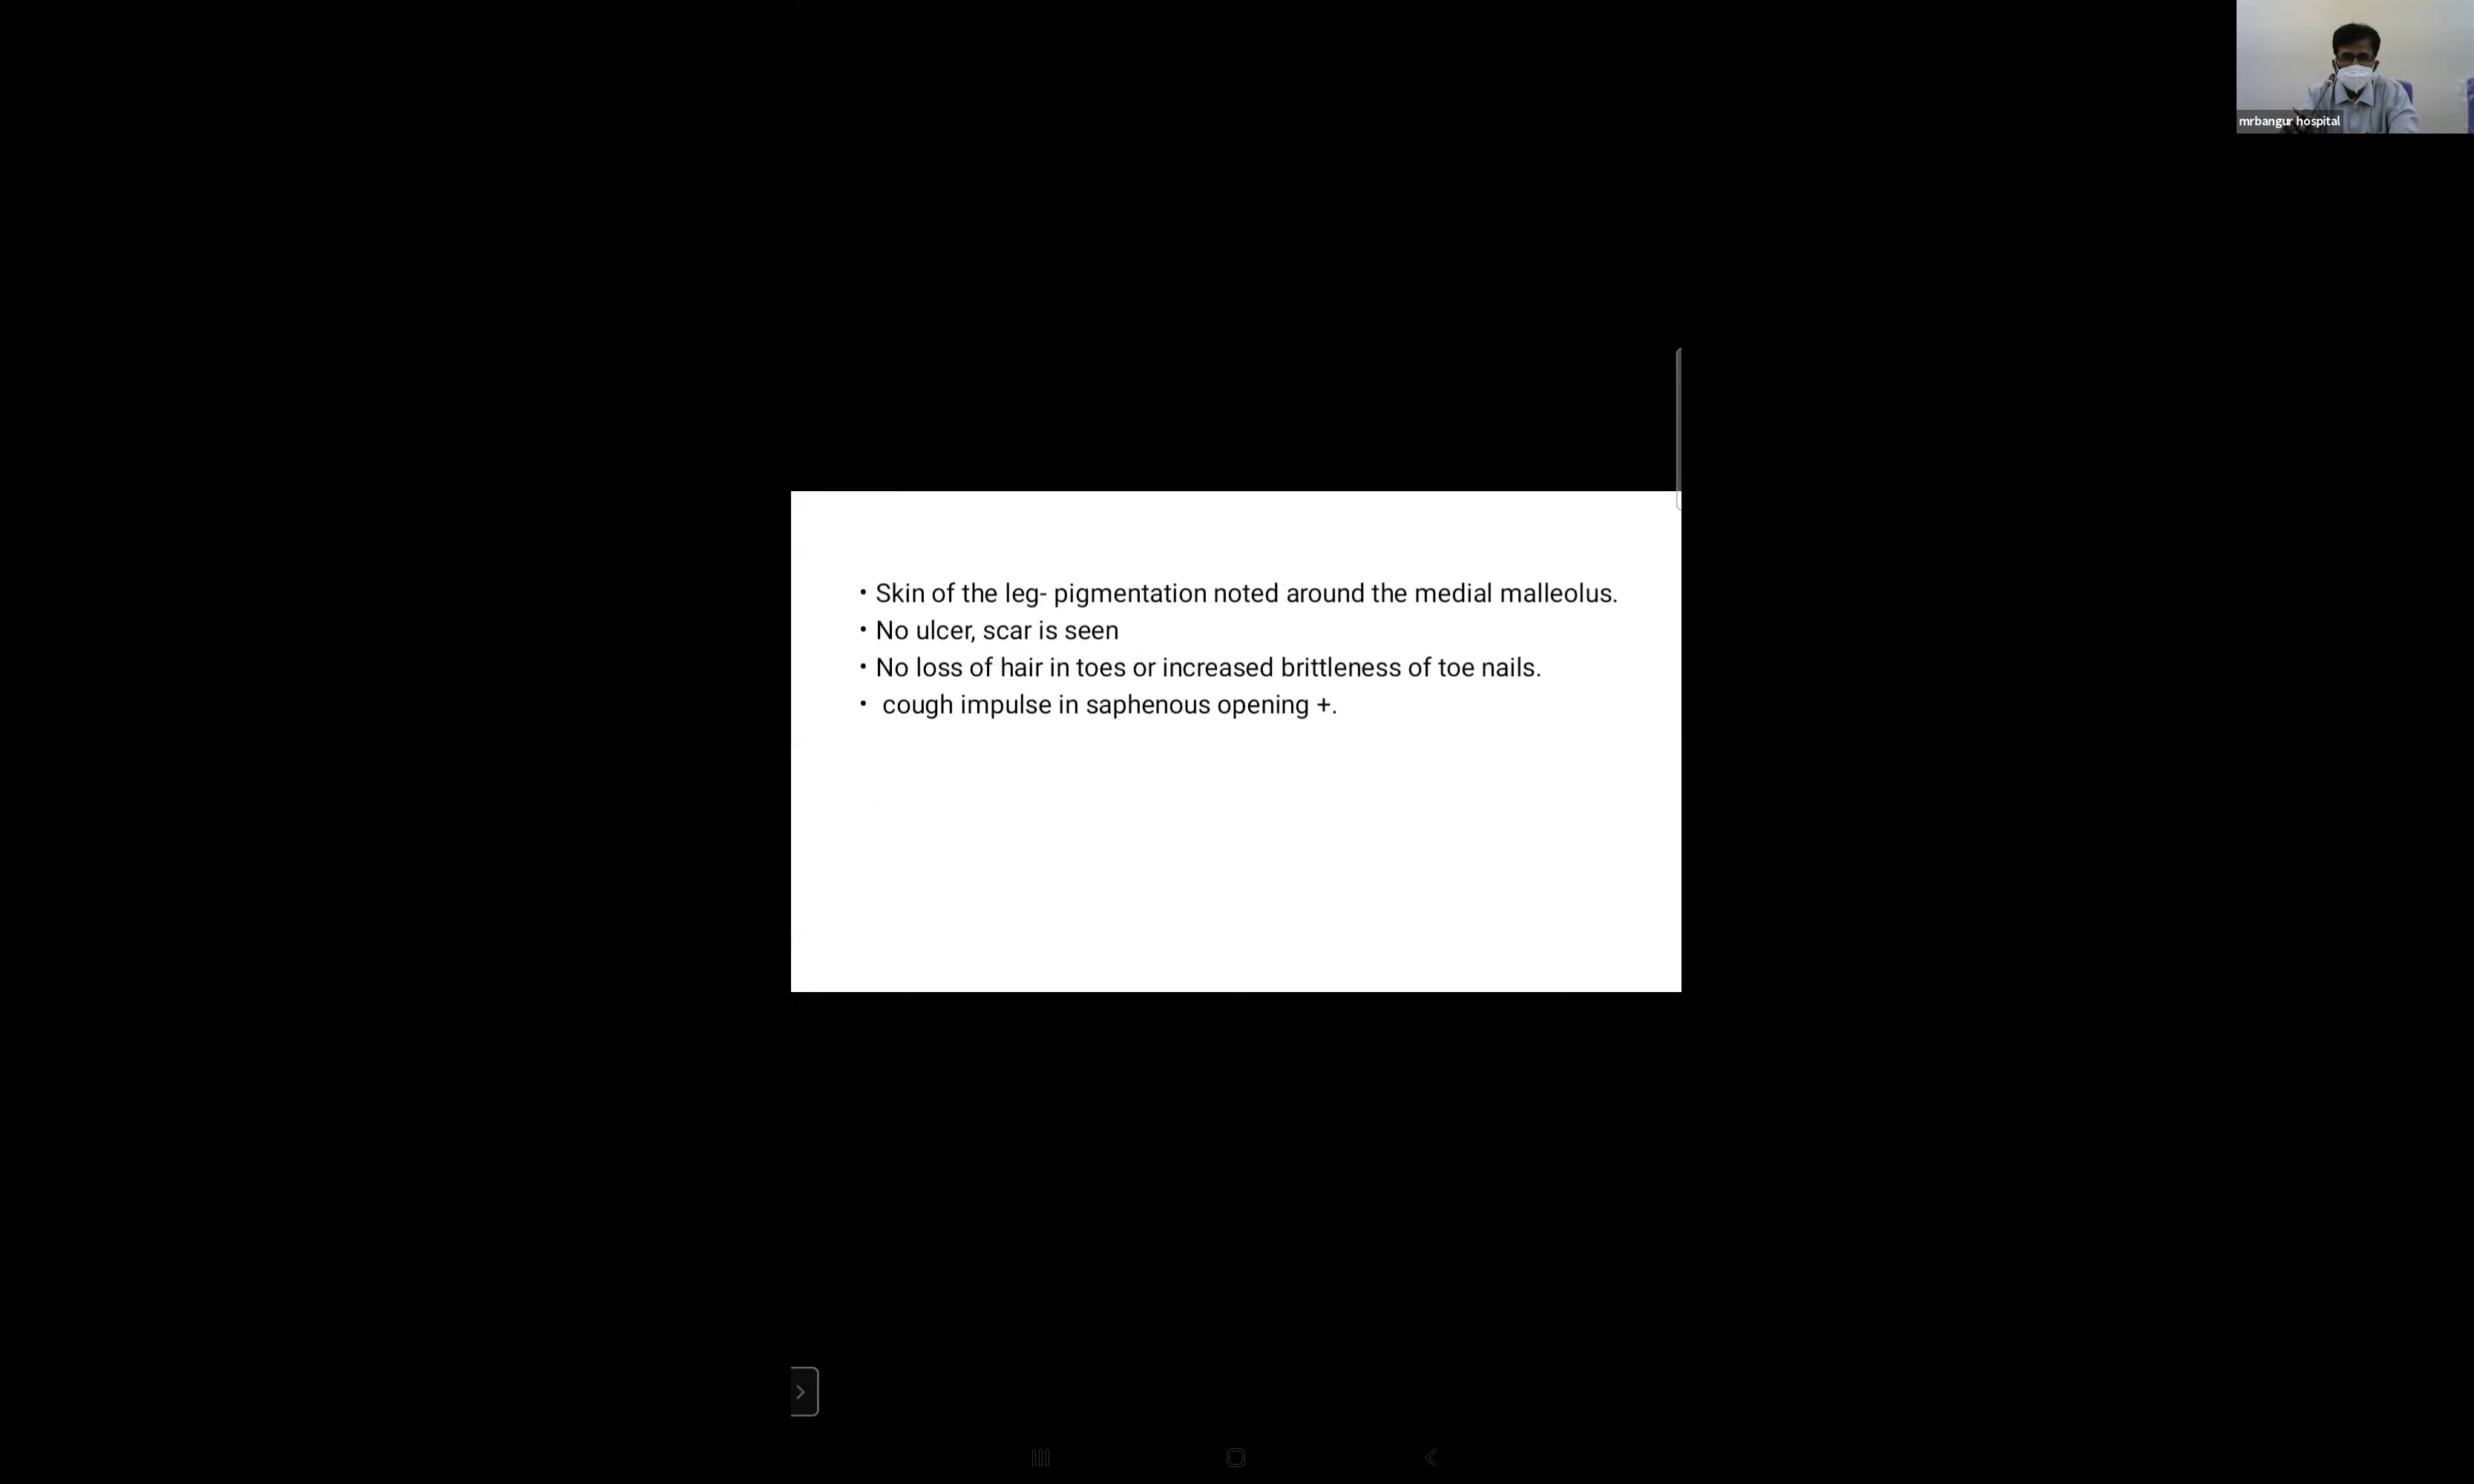 mrbangur hospital
• Skin of the leg- pigmentation noted around the medial malleolus.
• No ulcer, scar is seen
• No loss of hair in toes or increased brittleness of toe nails.
• cough impulse in saphenous opening +.